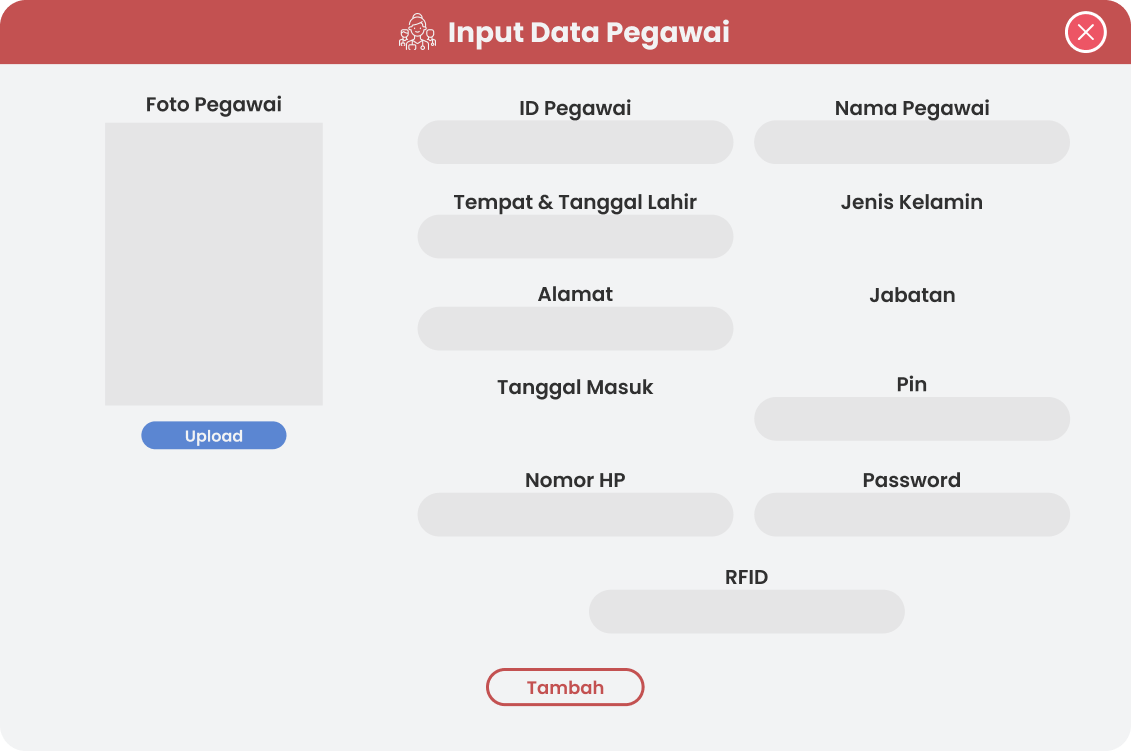 Input Data Pegawai
Foto Pegawai
Upload
ID Pegawai
Nama Pegawai
Tempat & Tanggal Lahir
Jenis Kelamin
Alamat
Jabatan
Tanggal Masuk
Pin
Nomor HP
Password
RFID
Tambah